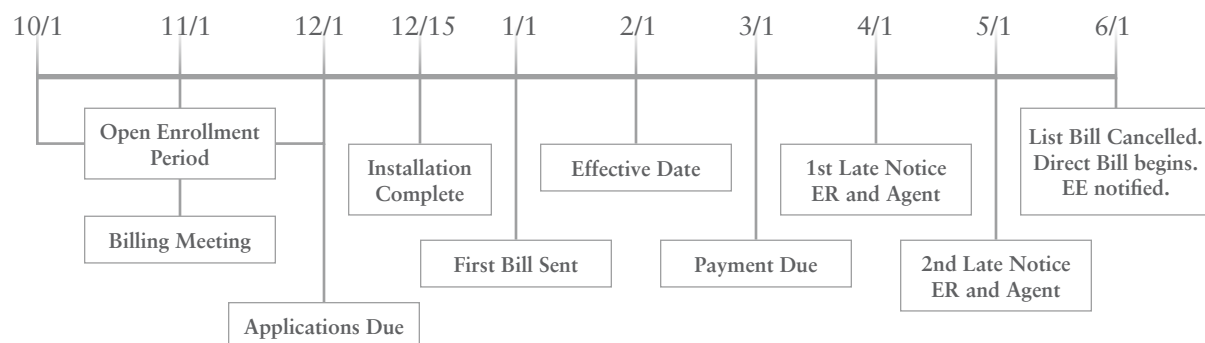 10/1 11/1 12/1 12/15 1/1 2/1 3/1 4/1 5/1 6/1
Open Enrollment
Period
Billing Meeting
Applications Due
Installation
Complete
First Bill Sent
Effective Date
Payment Due
1st Late Notice
ER and Agent
2nd Late Notice
ER and Agent
List Bill Cancelled.
Direct Bill begins.
EE notified.